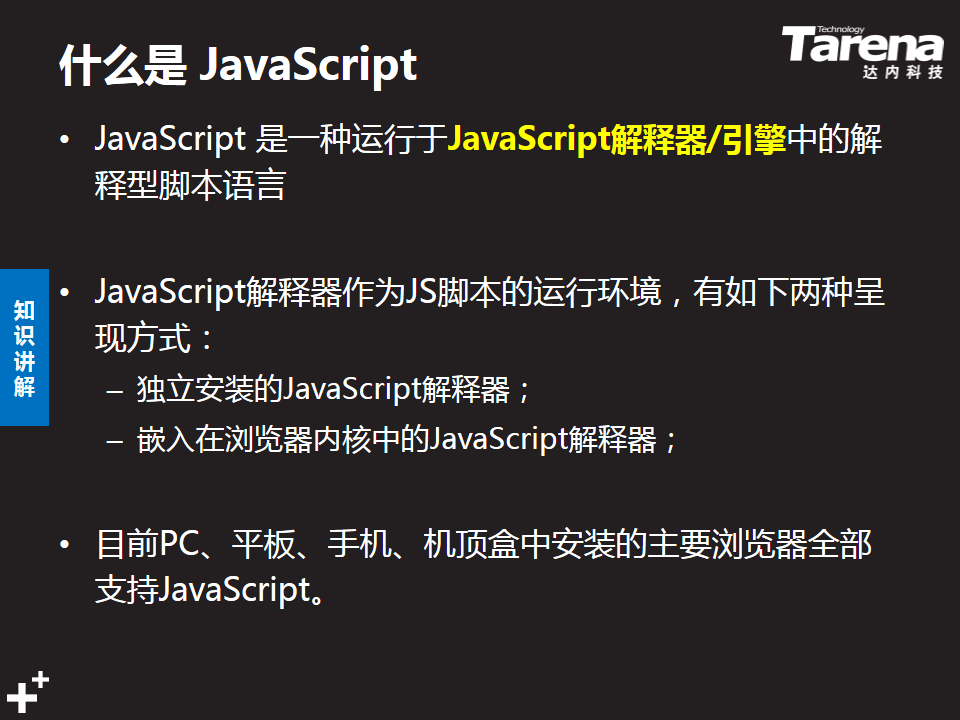 什么是 JavaScript
Technology
Tarena
达内科技
• JavaScript 是一种运行于JavaScript解释器/引擎中的解
释型脚本语言
• JavaScript解释器作为JS脚本的运行环境，有如下两种呈
现方式：
– 独立安装的JavaScript解释器；
– 嵌入在浏览器内核中的JavaScript解释器；
• 目前PC、平板、手机、机顶盒中安装的主要浏览器全部
支持JavaScript。
知
识
讲
解